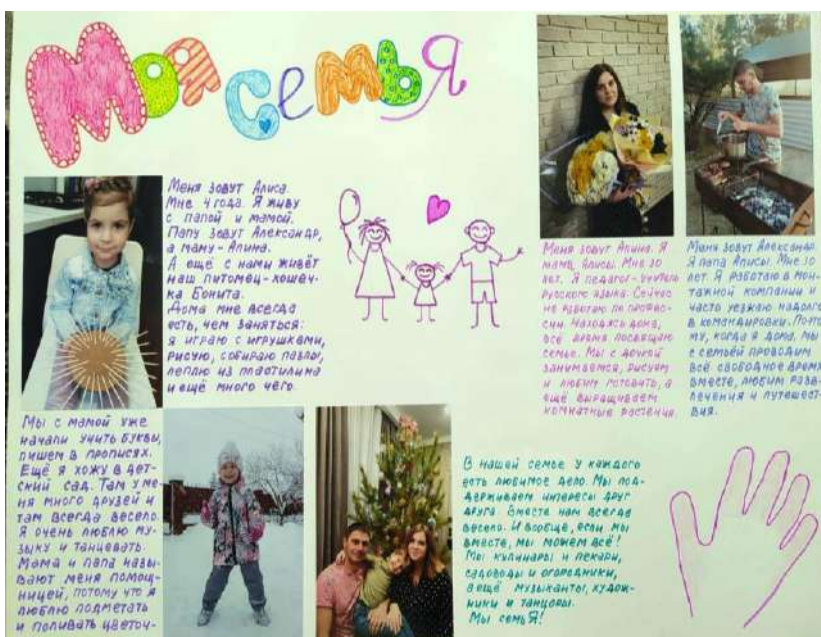 Моя семья
Меня зовут Алиса.
Мне 4 года. Я живу
с папой и мамой.
Папу зовут Александр,
а маму - Алина.
А ещё с нами живёт
наш питомец - кошеч-
ка Бонита.
Дома мне всегда
есть, чем заняться:
я играю с игрушками,
рисую, собираю пазлы,
леплю из пластилина
и ещё много чего.
Меня зовут Алина. Я
мама Алисы. Мне 30
лет. Я педагог - учитель
русского языка. Сейчас
не работаю по профес-
сии. Находясь дома,
всё время посвящаю
семье. Мы с дочкой
занимаемся, рисуем
и любим готовить, а
ещё выращиваем
комнатные растения.
Меня зовут Александр.
Я папа Алисы. Мне 30
лет. Я работаю в мон-
тажной компании и
часто уезжаю надолго
в командировки. Поэто-
му, когда я дома, мы
с семьёй проводим
всё свободное время
вместе, любим разв-
лечения и путешест-
вия.
Мы с мамой уже
начали учить буквы,
пишем в прописях.
Ещё я хожу в дет-
ский сад. Там у ме-
ня много друзей и
там всегда весело.
Я очень люблю му-
зыку и танцевать.
Мама и папа назы-
вают меня помощ-
ницей, потому что я
люблю подметать
и поливать цветоч-
В нашей семье у каждого
есть любимое дело. Мы под-
держиваем интересы друг
друга. Вместе нам всегда
весело. И вообще, если мы
вместе, мы можем всё!
Мы кулинары и пекари,
садоводы и огородники,
а ещё музыканты, худож-
ники и танцоры.
Мы семьЯ!